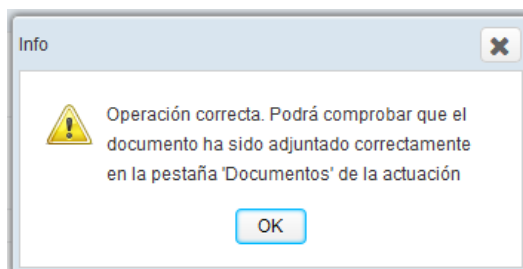 Info
Operación correcta. Podrá comprobar que el
documento ha sido adjuntado correctamente
en la pestaña 'Documentos' de la actuación
OK